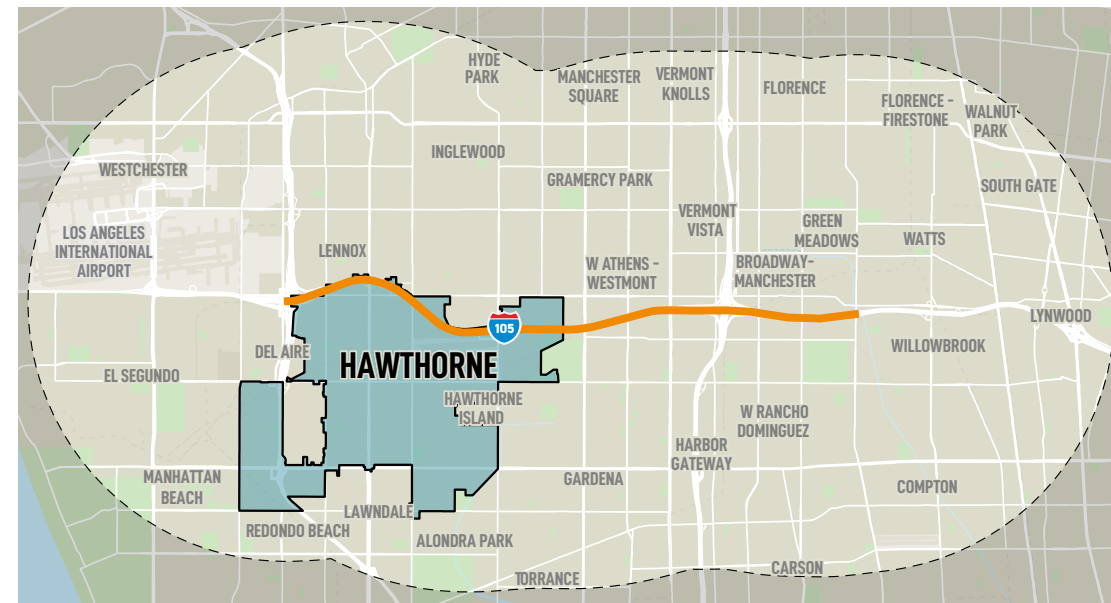 HYDE
PARK
MANCHESTER
SQUARE
VERMONT
KNOLLS
FLORENCE
FLORENCE -
FIRESTONE
WALNUT
PARK
INGLEWOOD
WESTCHESTER
GRAMERCY PARK
SOUTH GATE
LOS ANGELES
INTERNATIONAL
AIRPORT
LENNOX
VERMONT
VISTA
GREEN
MEADOWS
WATTS
W ATHENS -
WESTMONT
BROADWAY-
MANCHESTER
105
LYNWOOD
DEL AIRE
HAWTHORNE
WILLOWBROOK
EL SEGUNDO
HAWTHORNE
ISLAND
W RANCHO
DOMINGUEZ
HARBOR
GATEWAY
MANHATTAN
BEACH
GARDENA
COMPTON
LAWNDALE
REDONDO BEACH
ALONDRA PARK
TORRANCE
CARSON